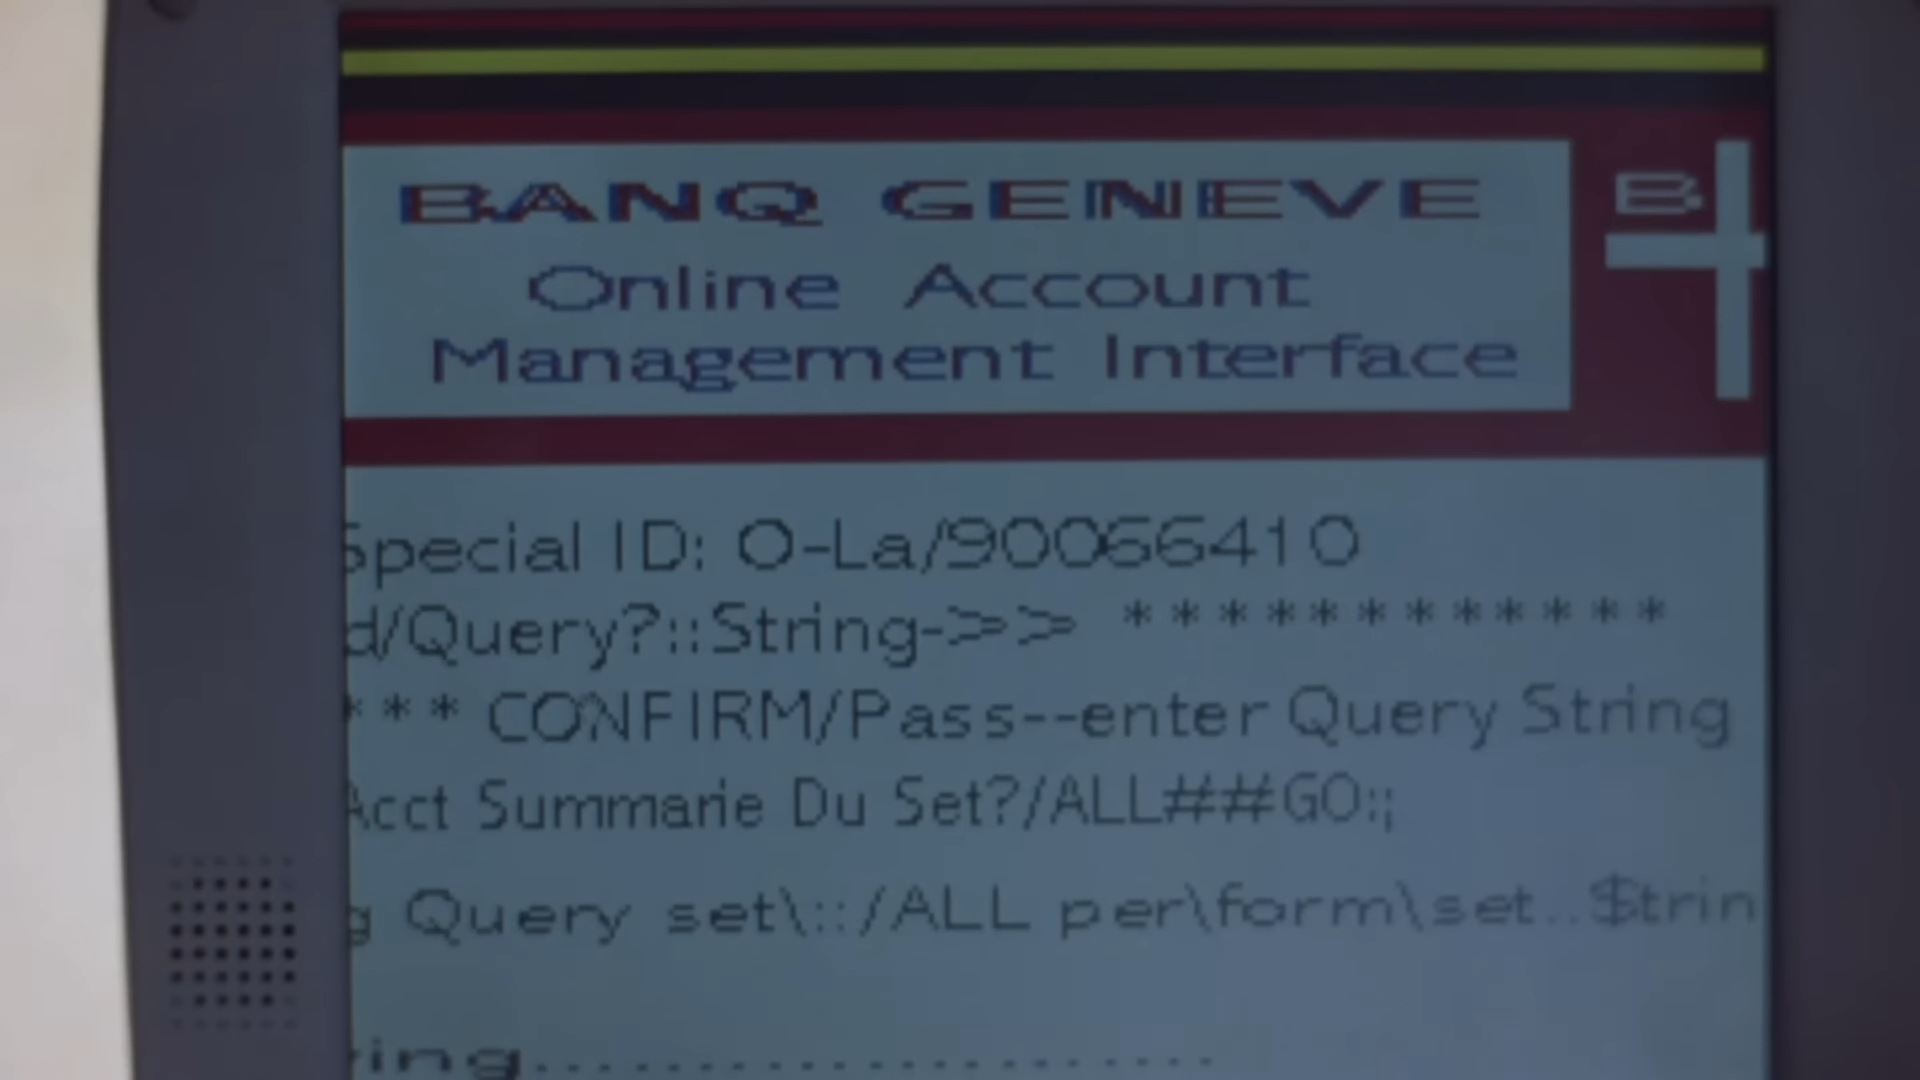 BANQ GENEVE
B
Online Account
Management Interface
Special ID: O-La/90066410
d/Query?::String->> ************
*** CONFIRM/Pass--enter Query String
Acct Summarie Du Set?/ALL##GO:;
g Query set\::/ALL per\form\set..$trin
ring......................